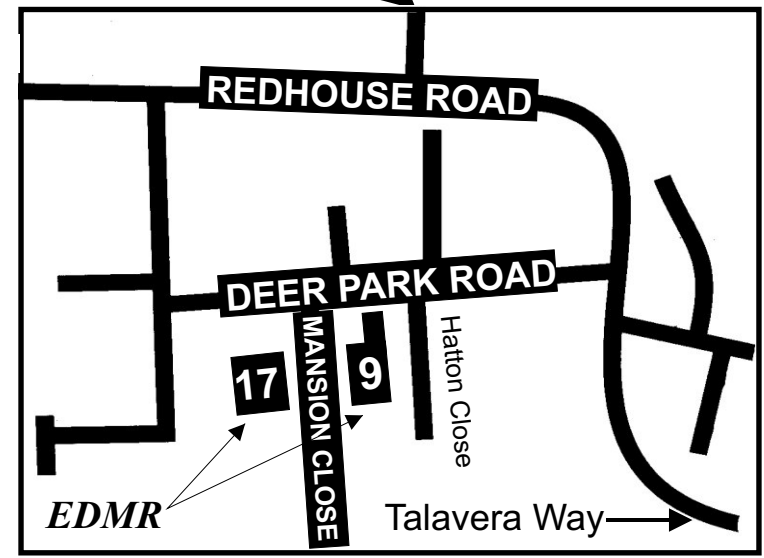 REDHOUSE ROAD
DEER PARK ROAD
MANSION CLOSE
17
9
Hatton Close
EDMR
Talavera Way